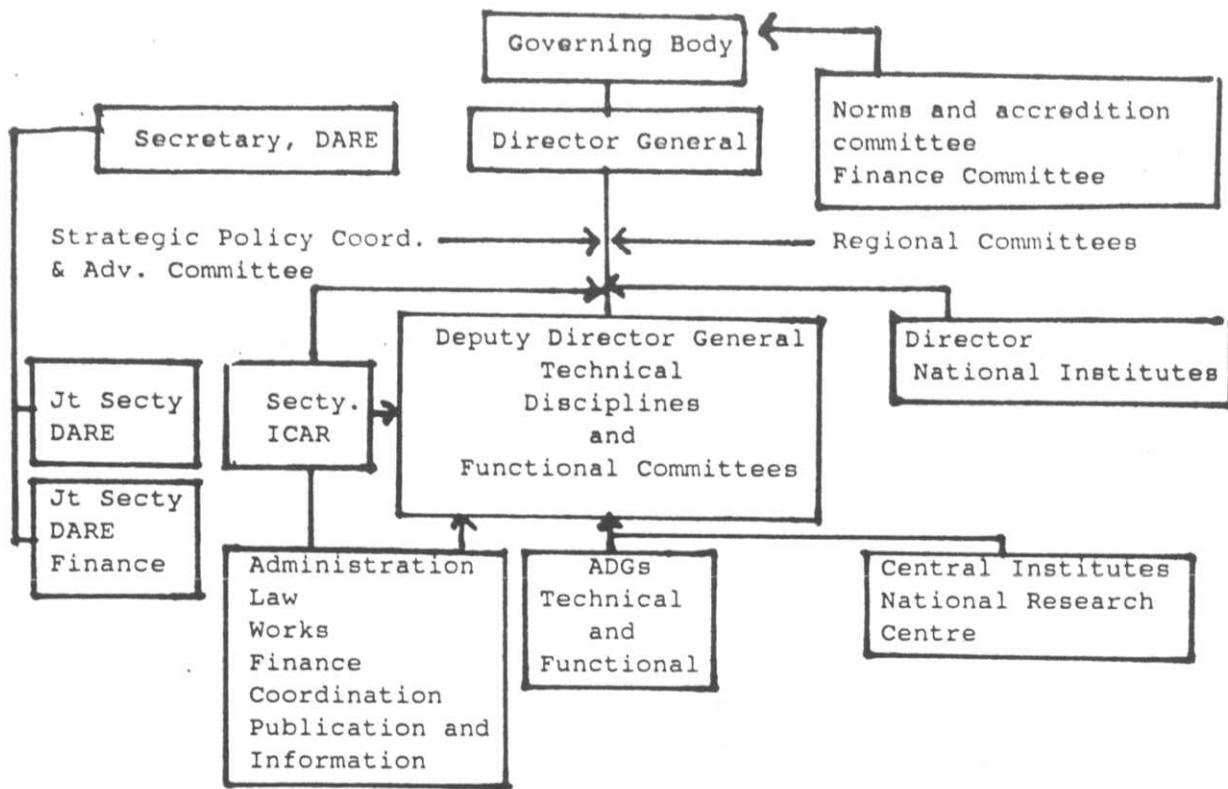 Governing Body
Norms and accredition
committee
Finance Committee
Secretary, DARE
Director General
Strategic Policy Coord.
& Adv. Committee
Regional Committees
Deputy Director General
Technical
Disciplines
and
Functional Committees
Director
National Institutes
Jt Secty
DARE
Secty.
ICAR
Jt Secty
DARE
Finance
Administration
Law
Works
Finance
Coordination
Publication and
Information
ADGs
Technical
and
Functional
Central Institutes
National Research
Centre